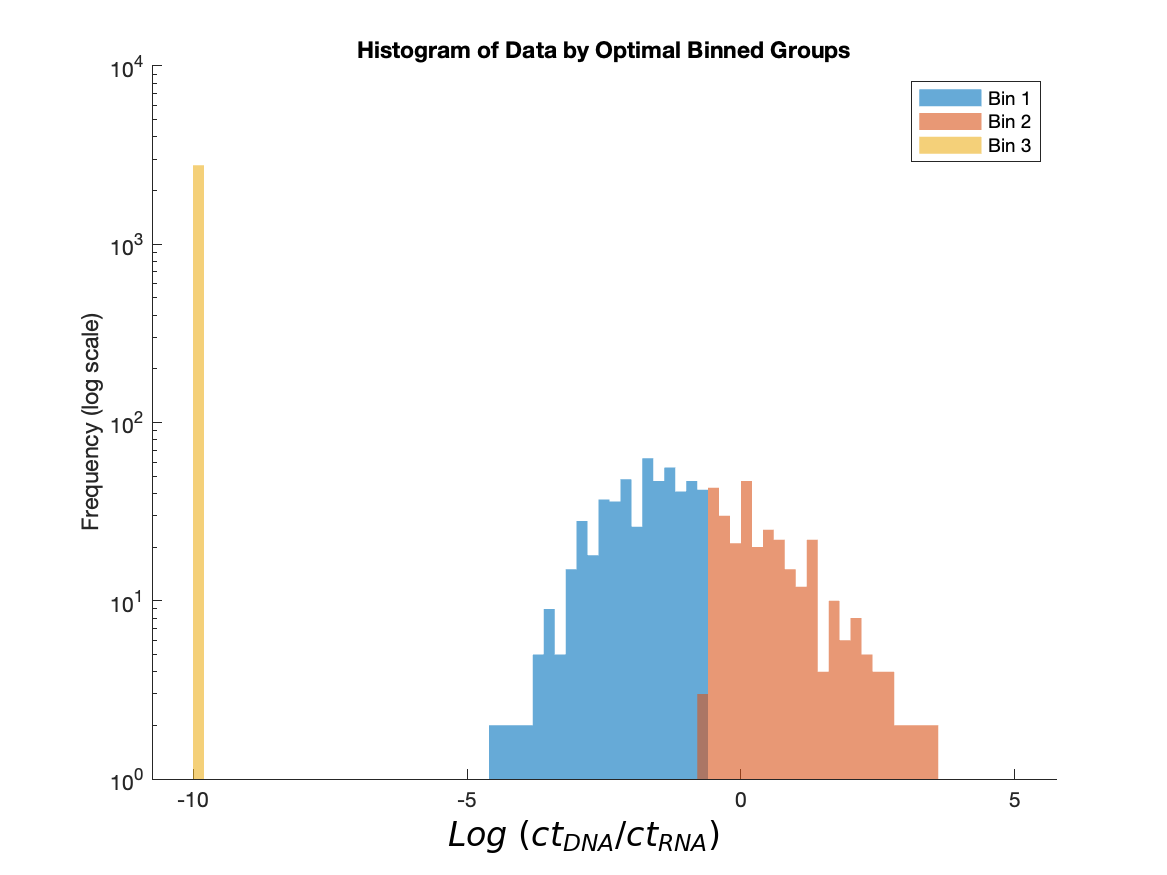 Histogram of Data by Optimal Binned Groups
10^4
10^3
10^2
10^1
10^0
Frequency (log scale)
Bin 1
Bin 2
Bin 3
-10
-5
0
5
Log (ct_DNA/ct_RNA)